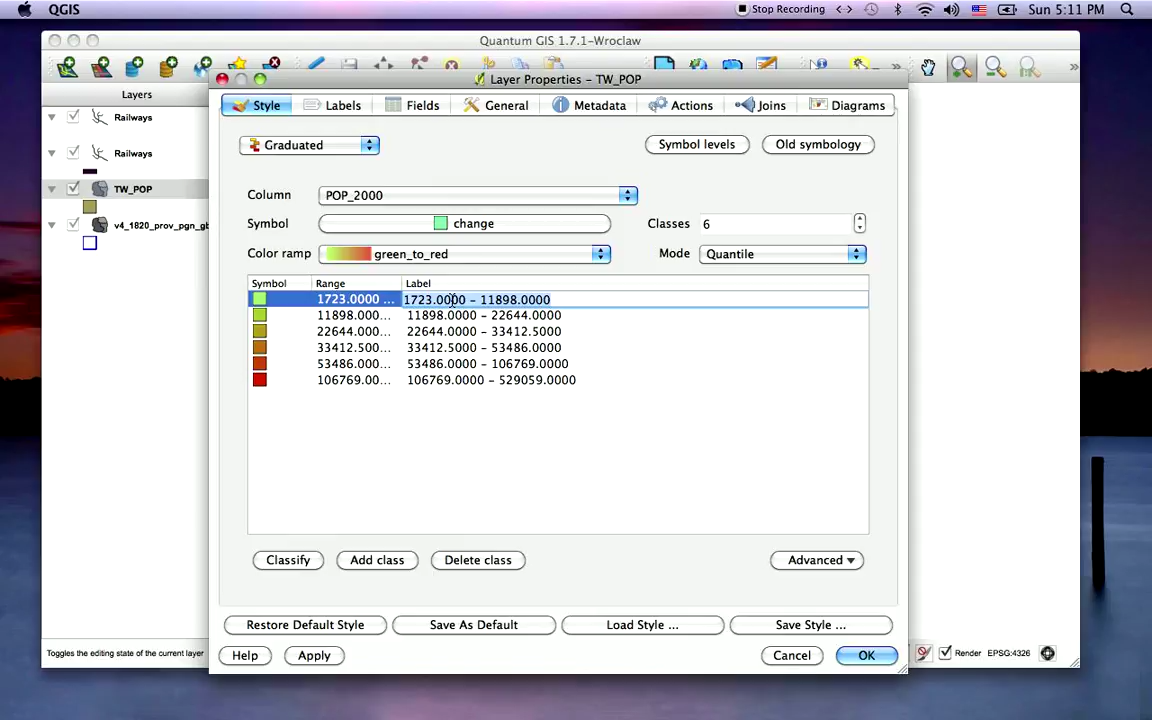 QGIS
Stop Recording
Sun 5:11 PM
Quantum GIS 1.7.1-Wroclaw
Layer Properties – TW_POP
Layers
Style
Labels
Fields
General
Metadata
Actions
Joins
Diagrams
Railways
Railways
TW_POP
v4_1820_prov_pgn_gb
Graduated
Symbol levels
Old symbology
Column
POP_2000
Symbol
change
Classes
6
Color ramp
green_to_red
Mode
Quantile
Symbol
Range
Label
1723.0000 ...
1723.0000 – 11898.0000
11898.000...
11898.0000 – 22644.0000
22644.000...
22644.0000 – 33412.5000
33412.500...
33412.5000 – 53486.0000
53486.000...
53486.0000 – 106769.0000
106769.00...
106769.0000 – 529059.0000
Classify
Add class
Delete class
Advanced
Restore Default Style
Save As Default
Load Style ...
Save Style ...
Help
Apply
Cancel
OK
Toggles the editing state of the current layer
Render
EPSG:4326